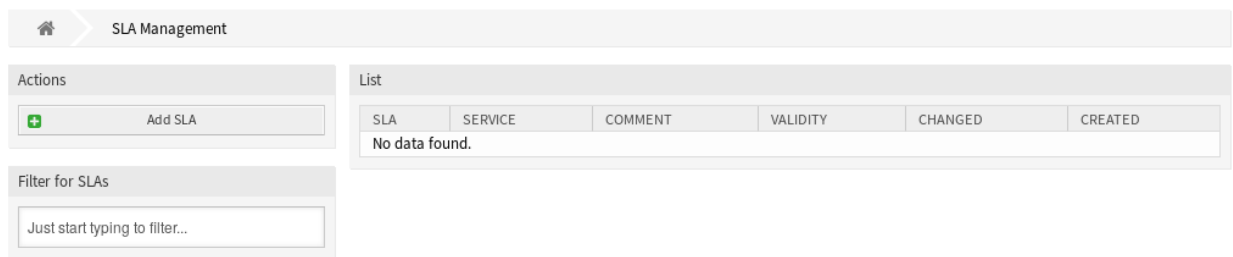 SLA Management
Actions
Add SLA
Filter for SLAs
Just start typing to filter...
List
SLA SERVICE COMMENT VALIDITY CHANGED CREATED
No data found.